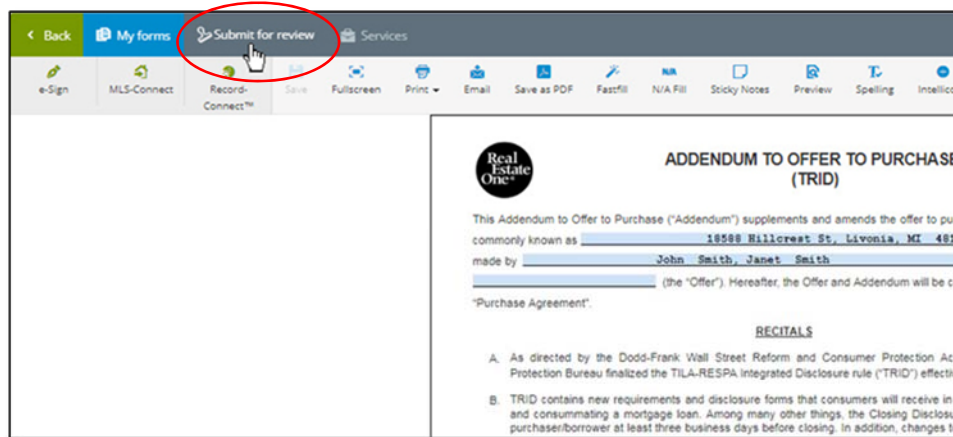 Back My forms Submit for review Services
e-Sign MLS-Connect Record- Save Fullscreen Print Email Save as PDF Fastfill N/A Fill Sticky Notes Preview Spelling
Connect™
N/A
Real
Estate
One®
ADDENDUM TO OFFER TO PURCHASE
(TRID)
This Addendum to Offer to Purchase ("Addendum") supplements and amends the offer to
commonly known as 18588 Hillcrest St, Livonia, MI
made by John Smith, Janet Smith
(the "Offer"). Hereafter, the Offer and Addendum will be
"Purchase Agreement".
RECITALS
A. As directed by the Dodd-Frank Wall Street Reform and Consumer Protection
Protection Bureau finalized the TILA-RESPA Integrated Disclosure rule ("TRID")
B. TRID contains new requirements and disclosure forms that consumers will receive in
and consummating a mortgage loan. Among many other things, the Closing
purchaser/borrower at least three business days before closing. In addition, changes